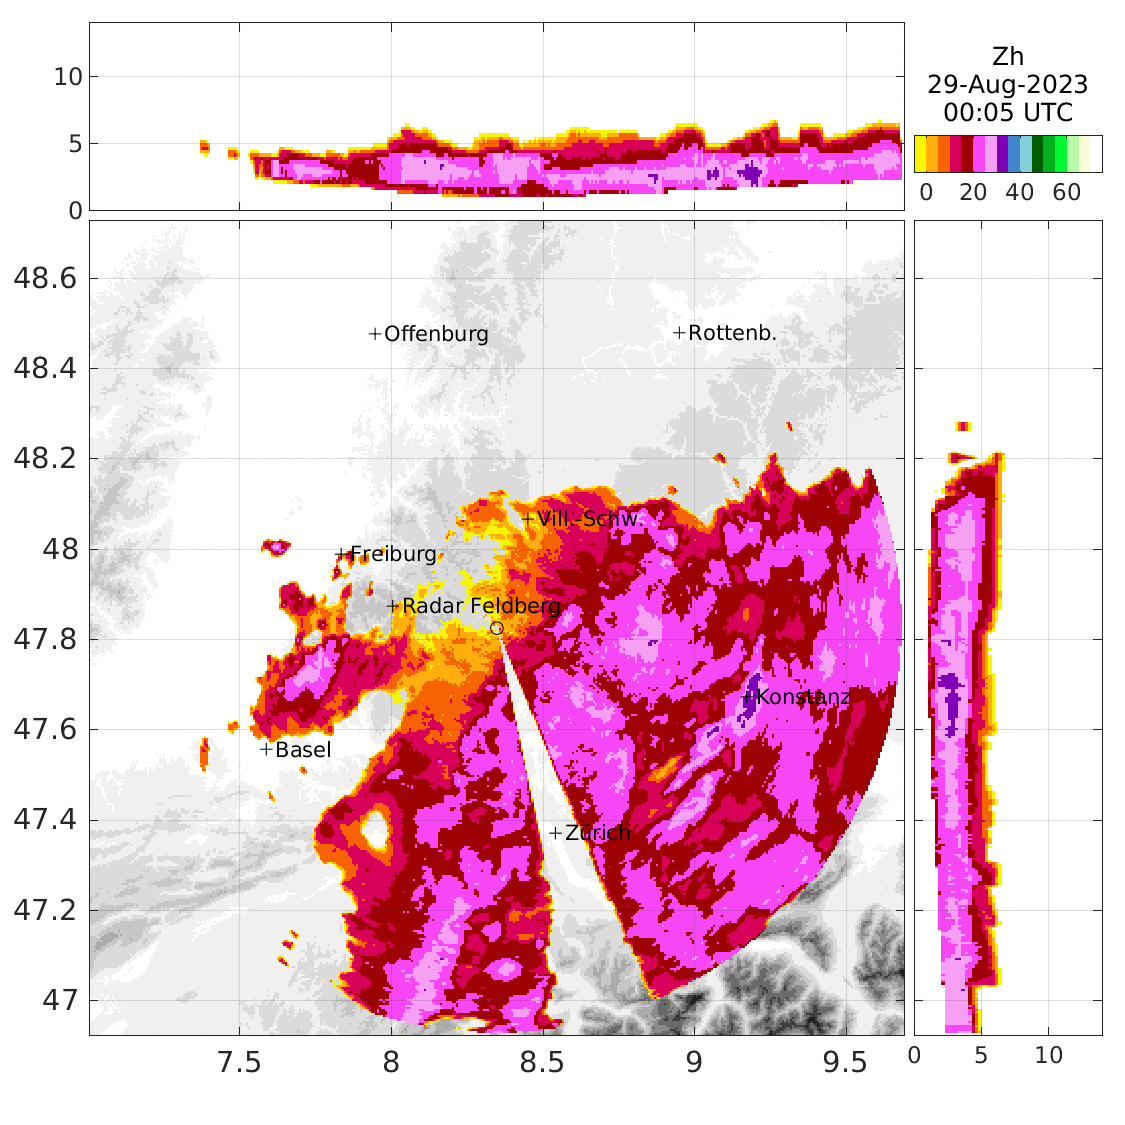 Zh
29-Aug-2023
00:05 UTC
10
5
0
0 20 40 60
48.6
48.4
48.2
48
47.8
47.6
47.4
47.2
47
Offenburg
Rottenb.
Vill.-Schw.
Freiburg
Radar Feldberg
Konstanz
Basel
Zürich
7.5 8 8.5 9 9.5
0 5 10